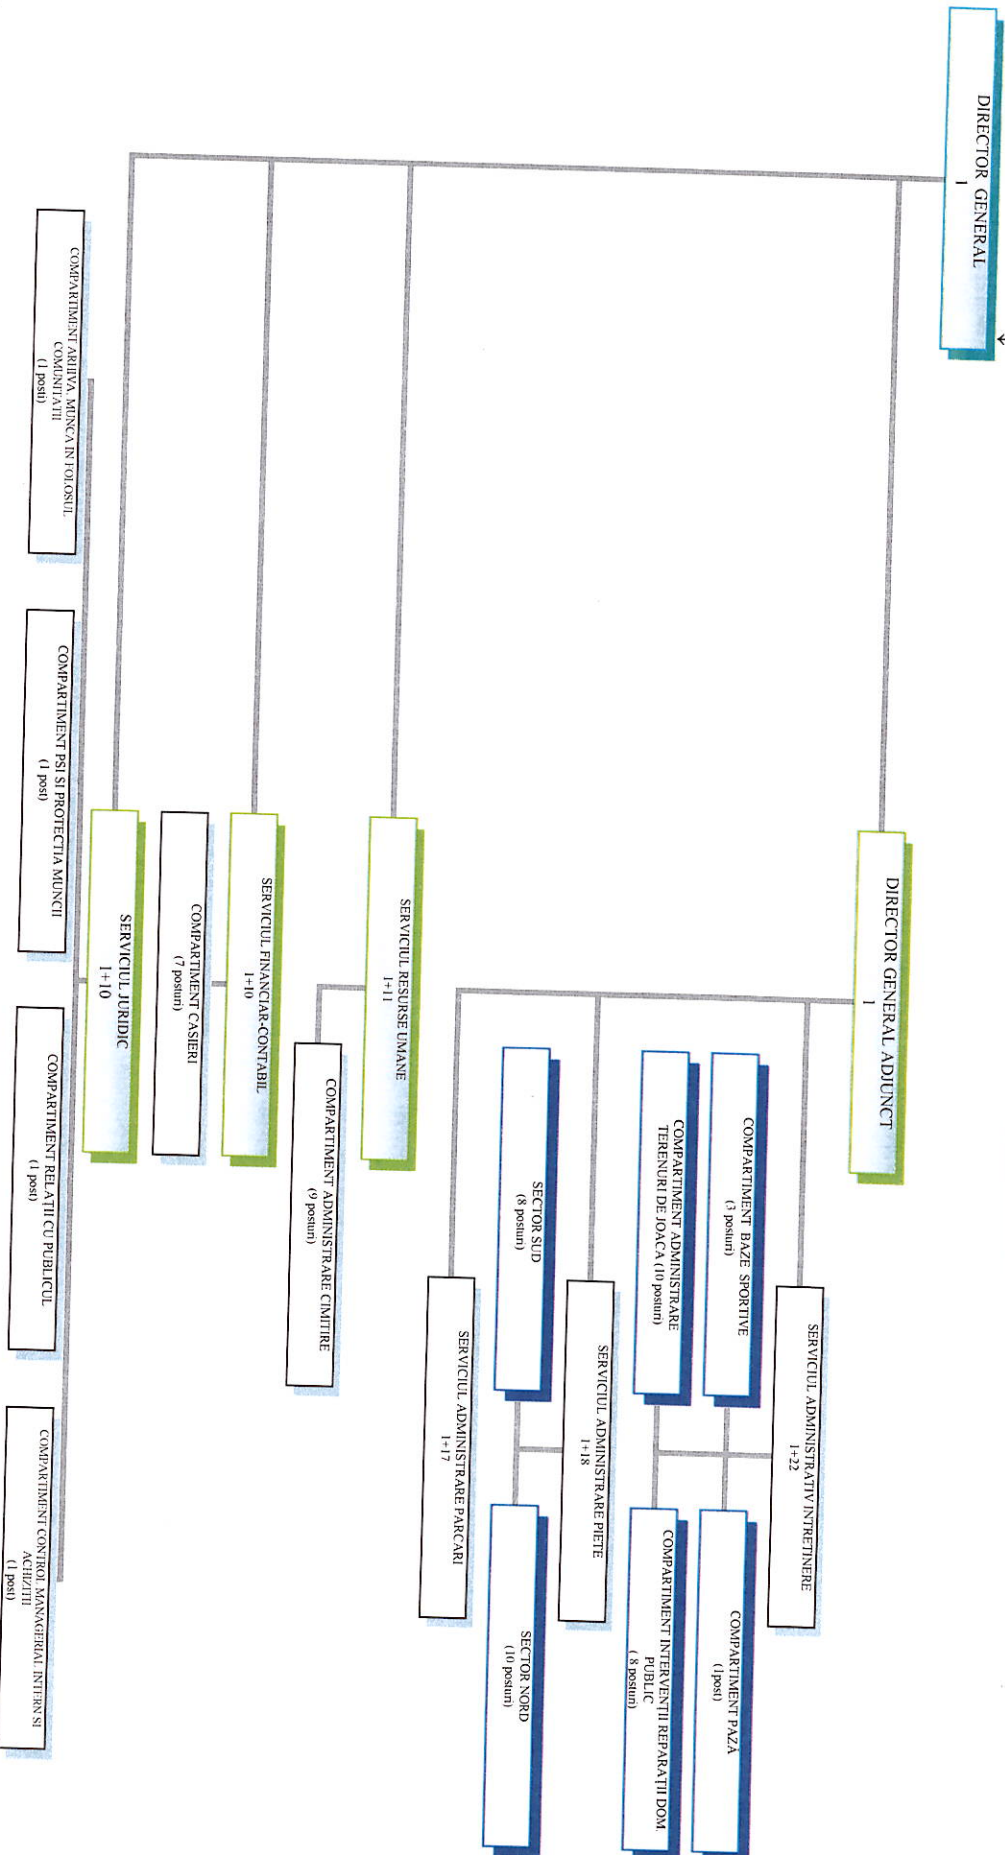 DIRECTOR GENERAL
1
DIRECTOR GENERAL ADJUNCT
1
SERVICIUL ADMINISTRATIV INTRETINERE
1+22
COMPARTIMENT BAZE SPORTIVE
(3 posturi)
COMPARTIMENT PAZĂ
(1post)
COMPARTIMENT ADMINISTRARE
TERENURI DE JOACA (10 posturi)
COMPARTIMENT INTERVENȚII REPARAȚII DOM.
PUBLIC
( 8 posturi)
SERVICIUL ADMINISTRARE PIETE
1+18
SECTOR SUD
(8 posturi)
SECTOR NORD
(10 posturi)
SERVICIUL ADMINISTRARE PARCARI
1+17
SERVICIUL RESURSE UMANE
1+11
COMPARTIMENT ADMINISTRARE CIMITIRE
(9 posturi)
SERVICIUL FINANCIAR-CONTABIL
1+10
COMPARTIMENT CASIERI
(7 posturi)
SERVICIUL JURIDIC
1+10
COMPARTIMENT ARHIVA, MUNCA IN FOLOSUL
COMUNITATII
(1 posti)
COMPARTIMENT PSI SI PROTECTIA MUNCII
(1 post)
COMPARTIMENT RELAȚII CU PUBLICUL
(1 post)
COMPARTIMENT CONTROL MANAGERIAL INTERN SI
ACHIZITII
(1 post)